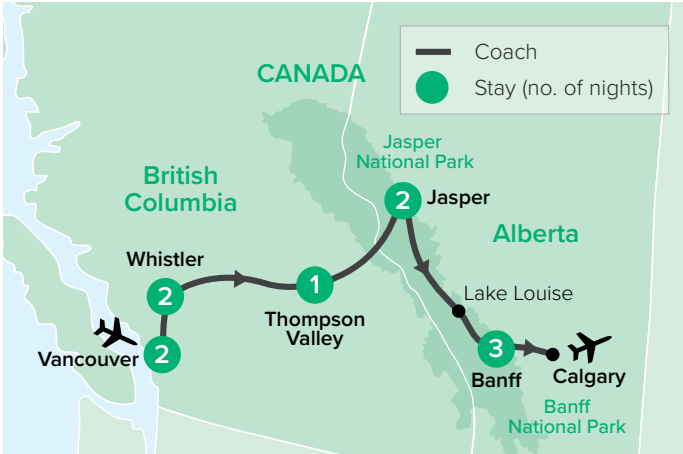 Coach
Stay (no. of nights)
CANADA
Jasper
National Park
British
Columbia
2
Jasper
Alberta
Whistler
2
1
Thompson
Valley
Lake Louise
Vancouver
2
3
Banff
Calgary
Banff
National Park